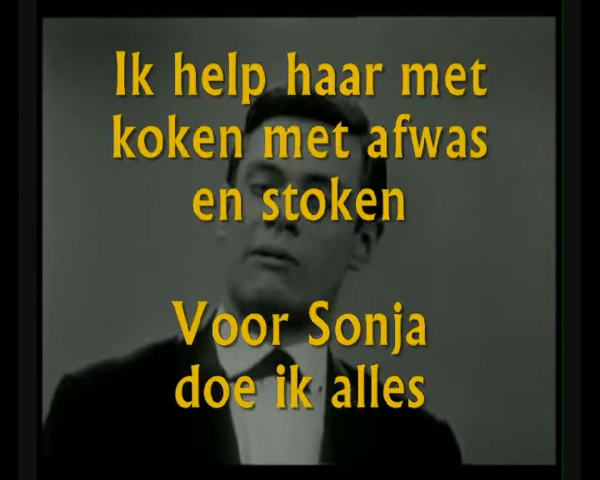 Ik help haar met
koken met afwas
en stoken
Voor Sonja
doe ik alles